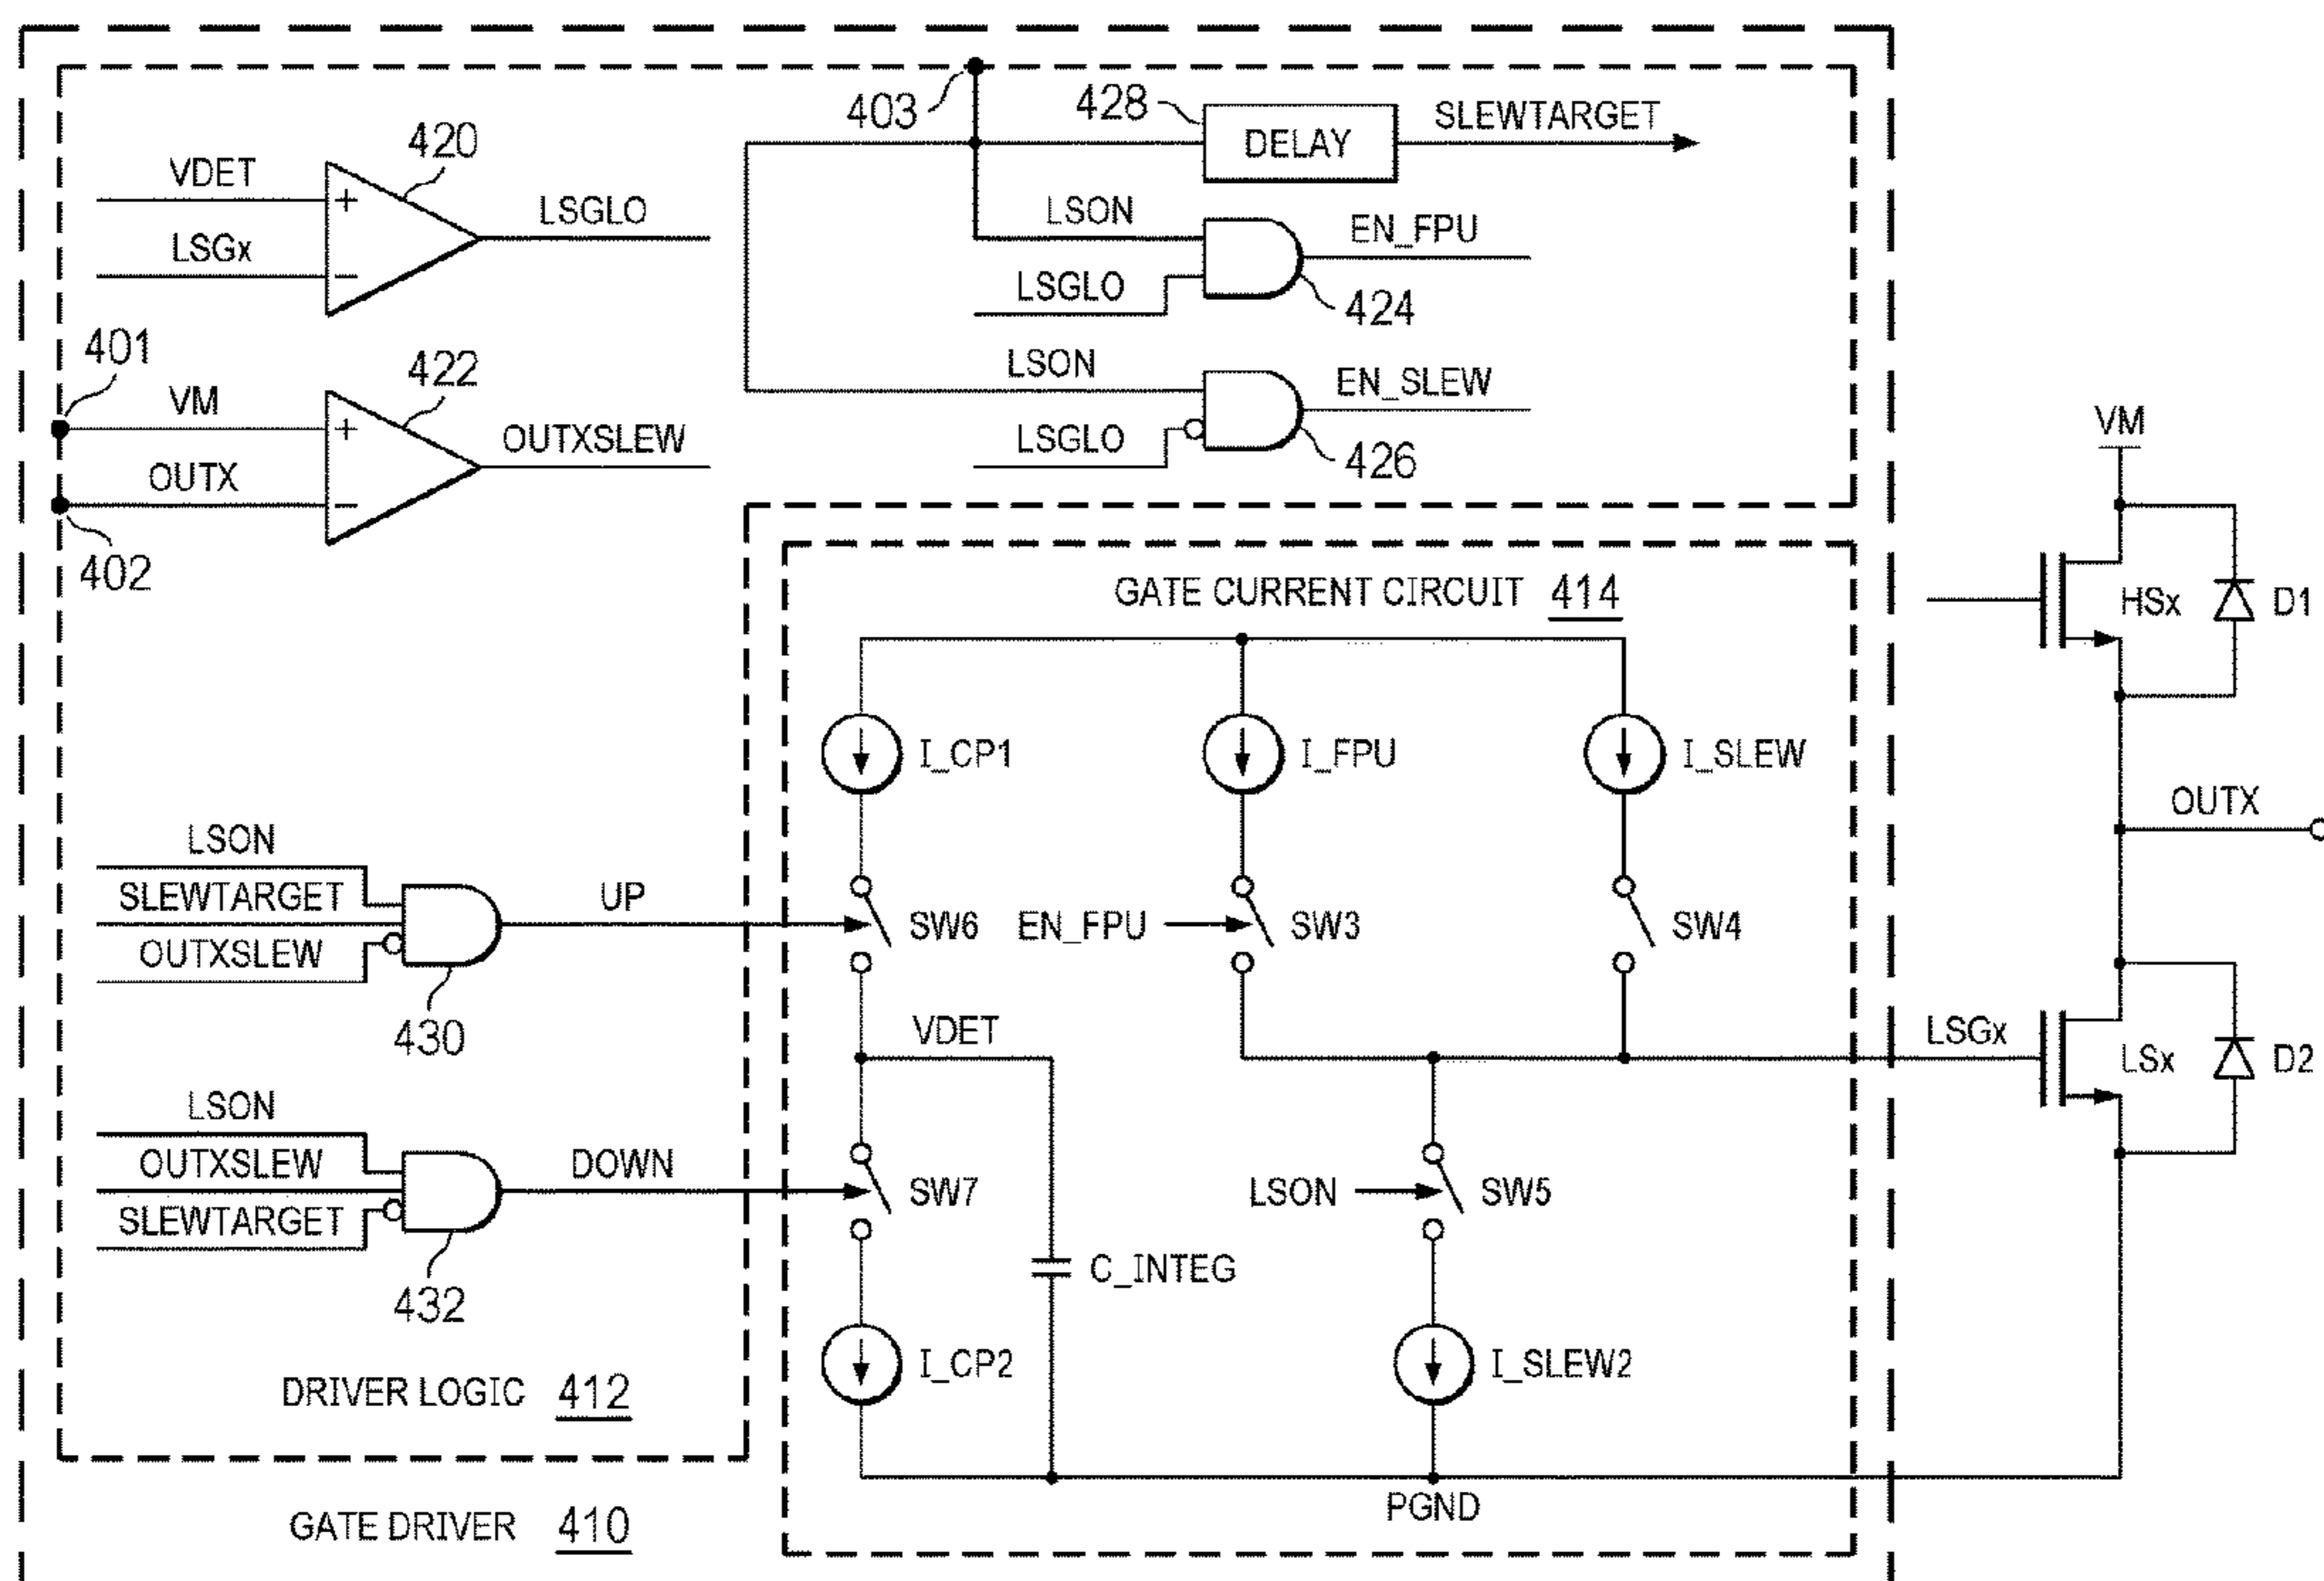 403
428
DELAY
SLEWTARGET
420
VDET
+
LSGx
−
LSGLO
LSON
LSGLO
EN_FPU
424
401
VM
+
422
OUTX
−
OUTXSLEW
402
LSON
LSGLO
EN_SLEW
426
VM
HSx
D1
GATE CURRENT CIRCUIT 414
I_CP1
I_FPU
I_SLEW
OUTX
LSON
SLEWTARGET
OUTXSLEW
UP
430
SW6
EN_FPU
SW3
SW4
VDET
LSGx
LSx
D2
LSON
OUTXSLEW
SLEWTARGET
DOWN
432
SW7
LSON
SW5
C_INTEG
I_CP2
I_SLEW2
DRIVER LOGIC 412
PGND
GATE DRIVER 410